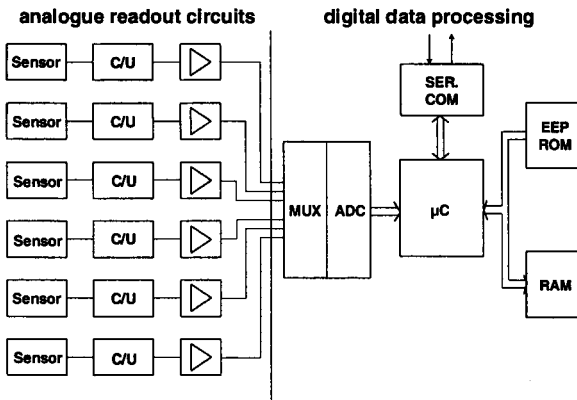 analogue readout circuits
digital data processing
Sensor
C/U
Sensor
C/U
Sensor
C/U
Sensor
C/U
Sensor
C/U
Sensor
C/U
MUX
ADC
SER.
COM
µC
EEP
ROM
RAM